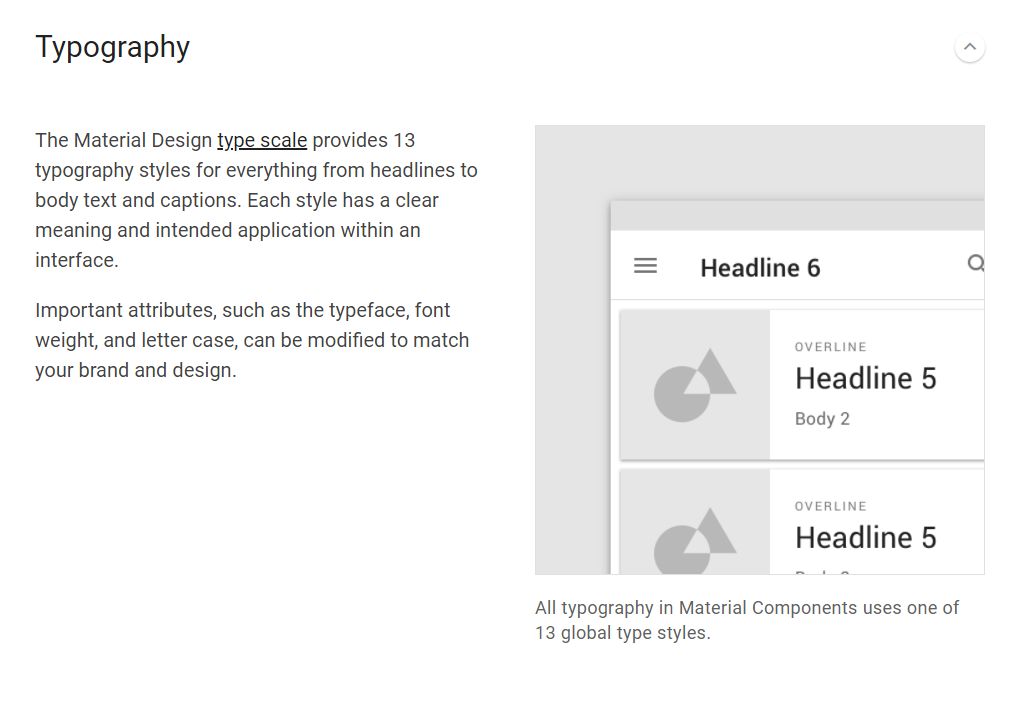 Typography
The Material Design type scale provides 13
typography styles for everything from headlines to
body text and captions. Each style has a clear
meaning and intended application within an
interface.
Important attributes, such as the typeface, font
weight, and letter case, can be modified to match
your brand and design.
Headline 6
OVERLINE
Headline 5
Body 2
OVERLINE
Headline 5
All typography in Material Components uses one of
13 global type styles.